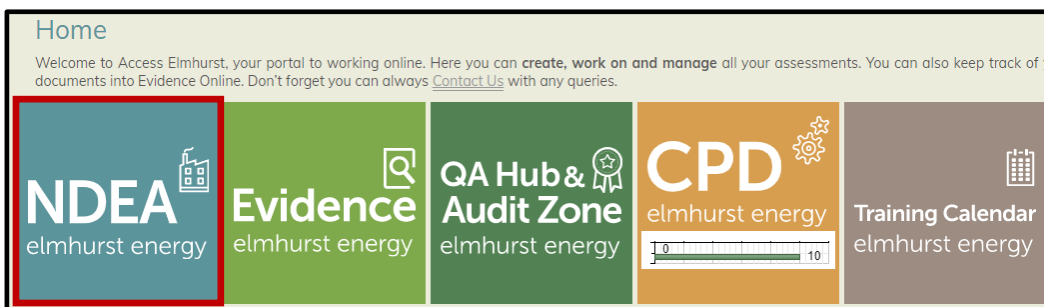 Home
Welcome to Access Elmhurst, your portal to working online. Here you can create, work on and manage all your assessments. You can also keep track of
documents into Evidence Online. Don't forget you can always Contact Us with any queries.
NDEA
elmhurst energy
Evidence
elmhurst energy
QA Hub &
Audit Zone
elmhurst energy
CPD
elmhurst energy
0
10
Training Calendar
elmhurst energy